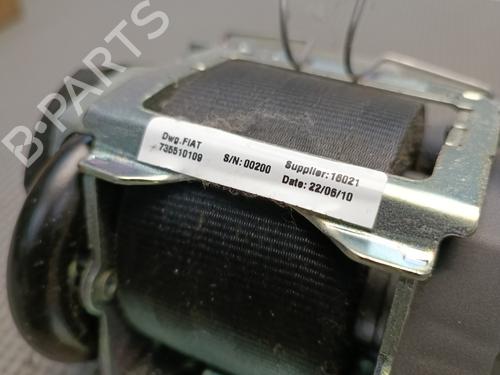 B-PARTS
Dwg.FIAT
735510109
S/N:00200
Supplier:16021
Date: 22/06/10